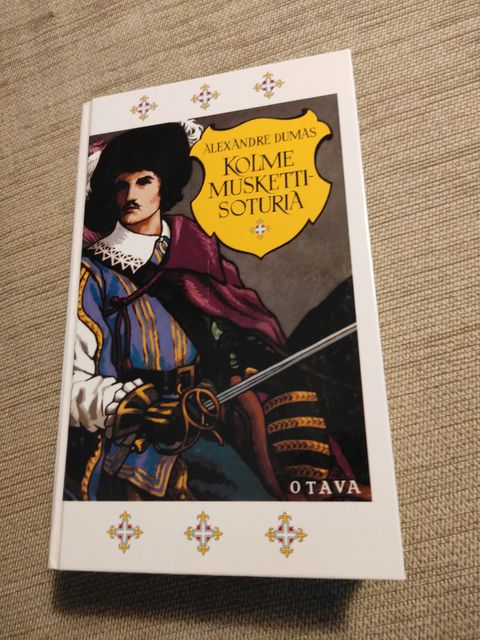 ALEXANDRE DUMAS
KOLME
MUSKETTI-
SOTURIA
OTAVA